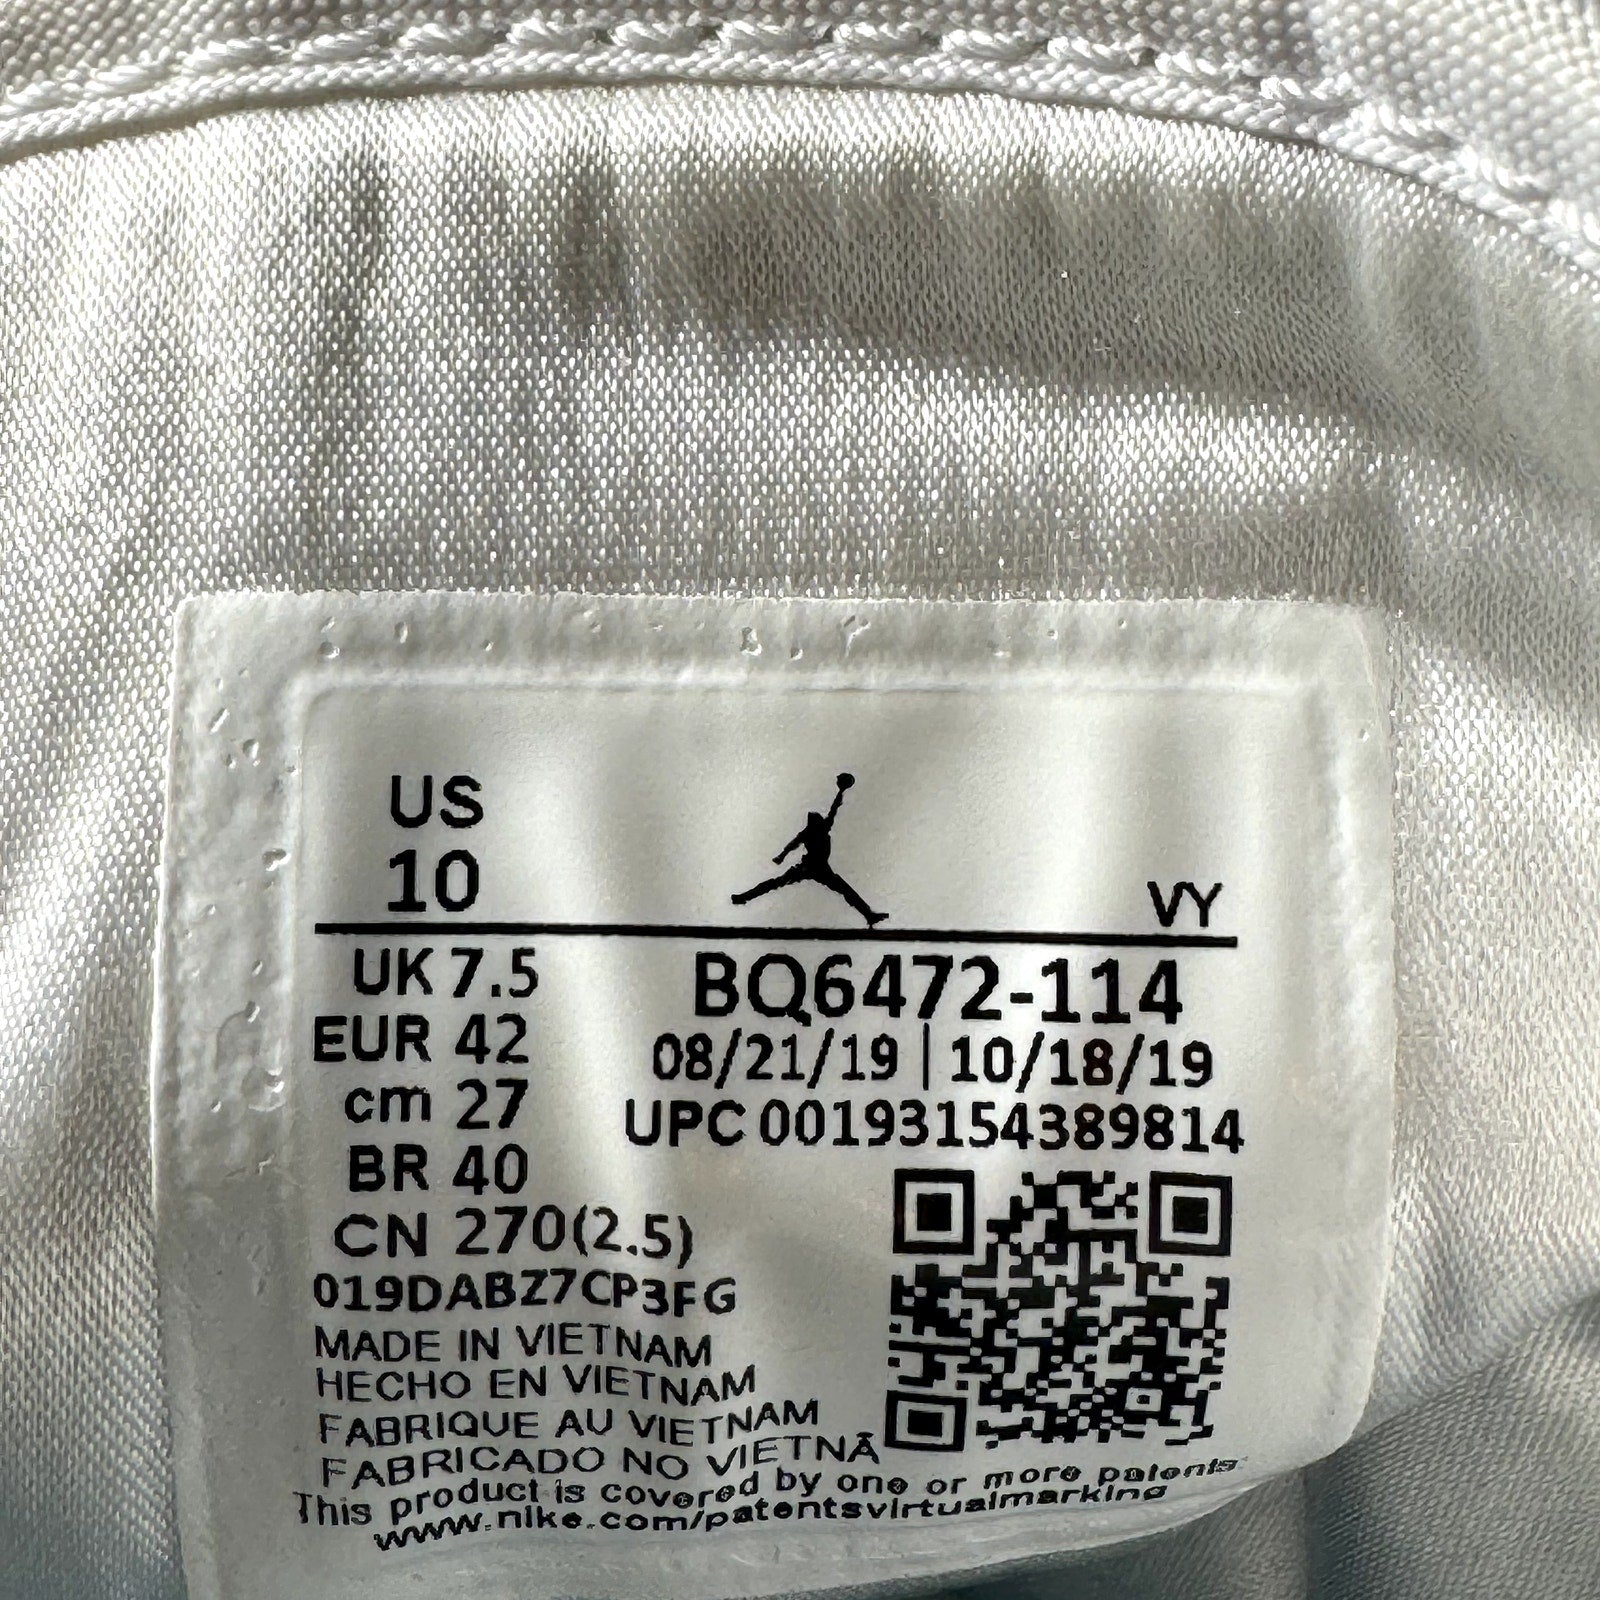 US
10
VY
UK 7.5
EUR 42
cm 27
BR 40
CN 270(2.5)
BQ6472-114
08/21/19 | 10/18/19
UPC 00193154389814
019DABZ7CP3FG
MADE IN VIETNAM
HECHO EN VIETNAM
FABRIQUE AU VIETNAM
FABRICADO NO VIETNÃ
This product is covered by one or more patents
www.nike.com/patentsvirtualmarking